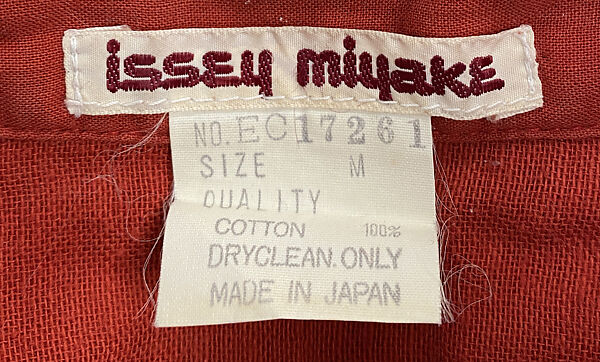 issey miyake
NO. EC17261
SIZE M
QUALITY
COTTON 100%
DRYCLEAN.ONLY
MADE IN JAPAN